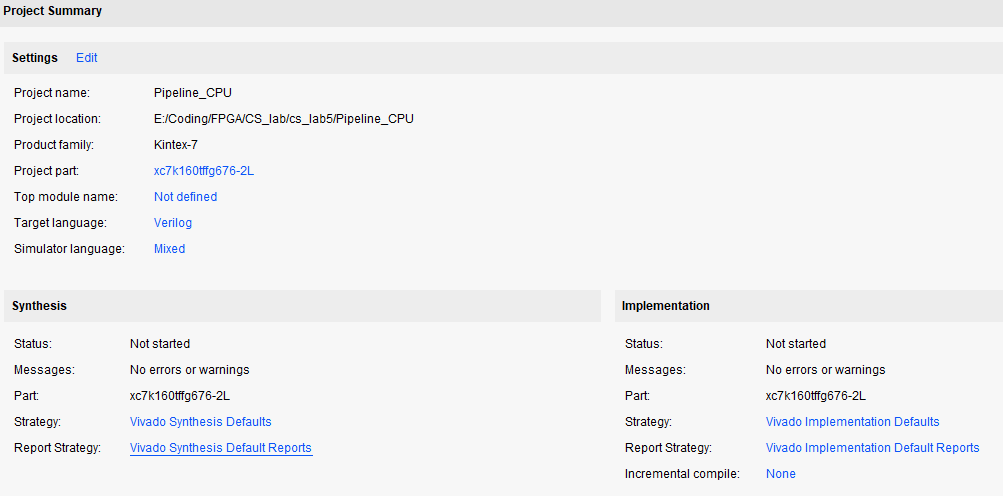 Project Summary
Settings Edit
Project name: Pipeline_CPU
Project location: E:/Coding/FPGA/CS_lab/cs_lab5/Pipeline_CPU
Product family: Kintex-7
Project part: xc7k160tffg676-2L
Top module name: Not defined
Target language: Verilog
Simulator language: Mixed
Synthesis
Status: Not started
Messages: No errors or warnings
Part: xc7k160tffg676-2L
Strategy: Vivado Synthesis Defaults
Report Strategy: Vivado Synthesis Default Reports
Implementation
Status: Not started
Messages: No errors or warnings
Part: xc7k160tffg676-2L
Strategy: Vivado Implementation Defaults
Report Strategy: Vivado Implementation Default Reports
Incremental compile: None